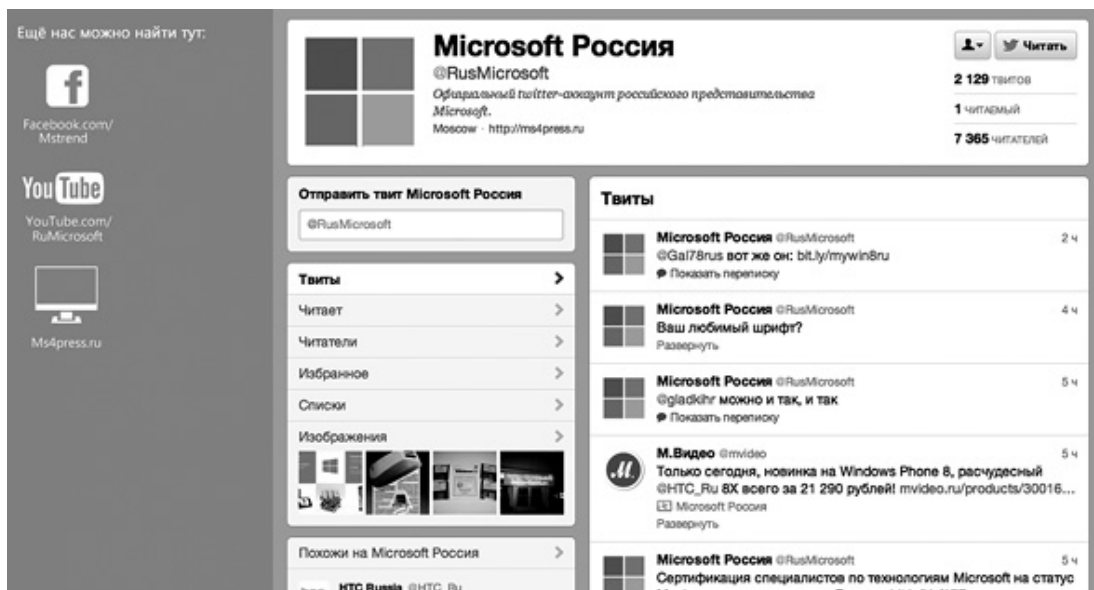 Ещё нас можно найти тут:
Facebook.com/
Mstrend
You Tube
YouTube.com/
RuMicrosoft
Ms4press.ru
Microsoft Россия
@RusMicrosoft
Официальный twitter-аккаунт российского представительства
Microsoft.
Moscow · http://ms4press.ru
Читать
2 129 ТВИТОВ
1 ЧИТАЕМЫЙ
7 365 ЧИТАТЕЛЕЙ
Отправить твит Microsoft Россия
@RusMicrosoft
Твиты
Читает
Читатели
Избранное
Списки
Изображения
Похожи на Microsoft Россия
HTC Russia @HTC_Ru
Твиты
Microsoft Россия @RusMicrosoft 2 ч
@Gal78rus вот же он: bit.ly/mywin8ru
Показать переписку
Microsoft Россия @RusMicrosoft 4 ч
Ваш любимый шрифт?
Развернуть
Microsoft Россия @RusMicrosoft 5 ч
@gladkihr можно и так, и так
Показать переписку
М.Видео @mvideo 5 ч
Только сегодня, новинка на Windows Phone 8, расчудесный
@HTC_Ru 8X всего за 21 290 рублей! mvideo.ru/products/30016...
Microsoft Россия
Развернуть
Microsoft Россия @RusMicrosoft 5 ч
Сертификация специалистов по технологиям Microsoft на статус